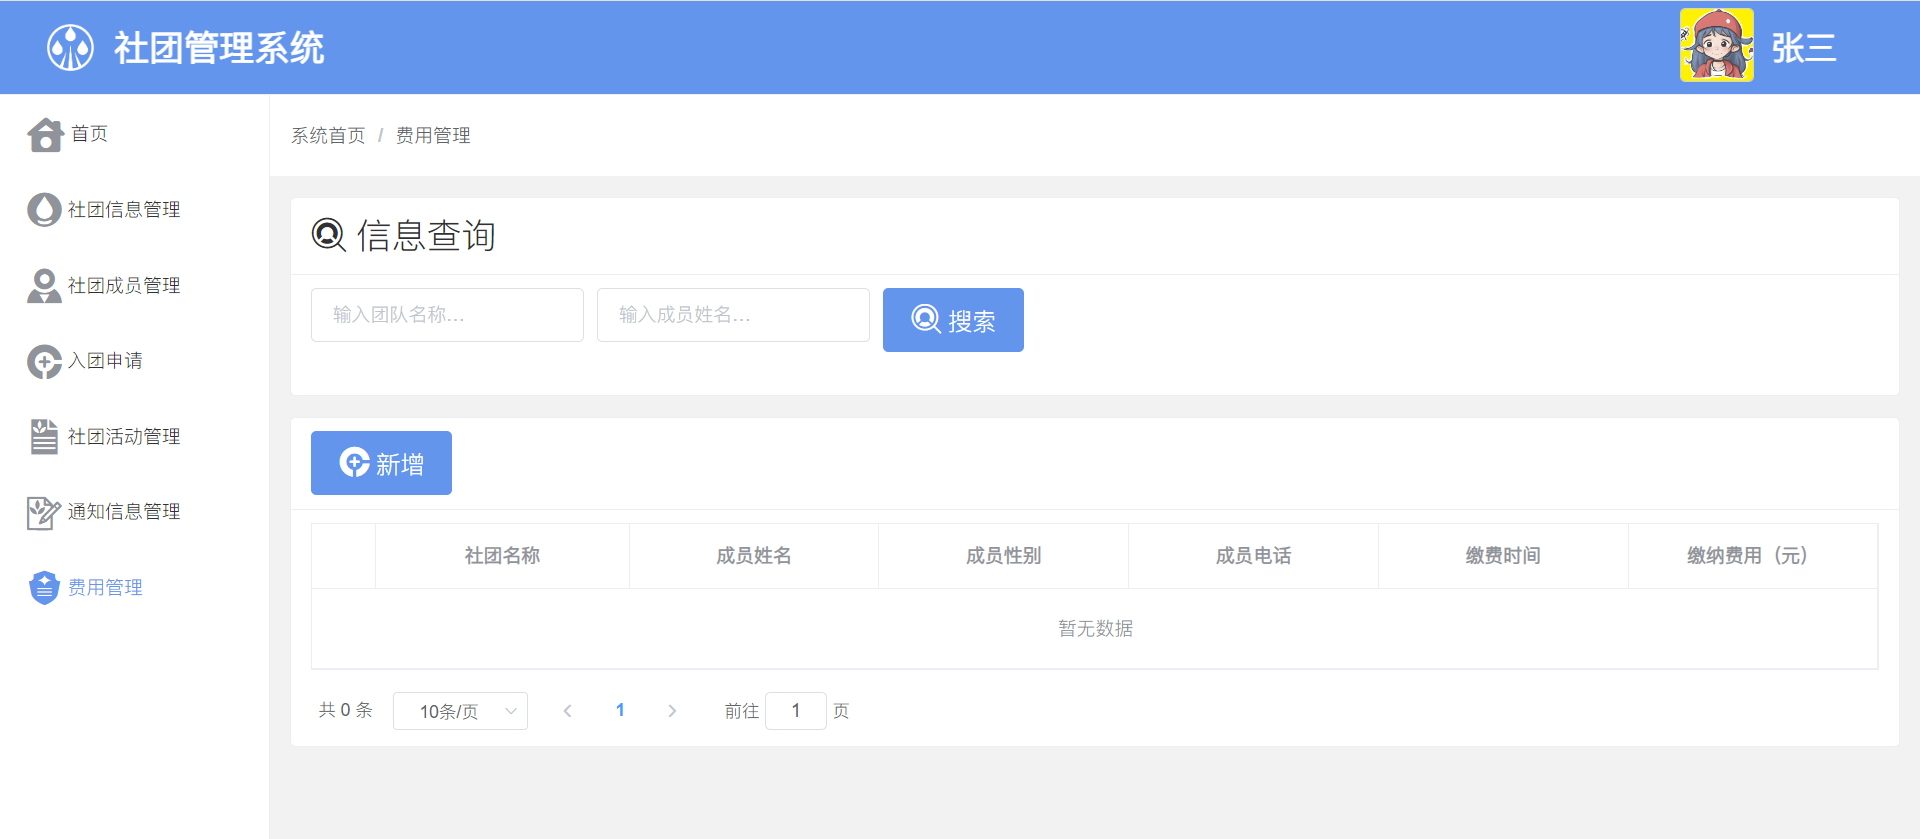 社团管理系统
张三
首页
社团信息管理
社团成员管理
入团申请
社团活动管理
通知信息管理
费用管理
系统首页 / 费用管理
信息查询
输入团队名称...
输入成员姓名...
搜索
新增
社团名称 成员姓名 成员性别 成员电话 缴费时间 缴纳费用（元）
暂无数据
共 0 条 10条/页 1 前往 1 页